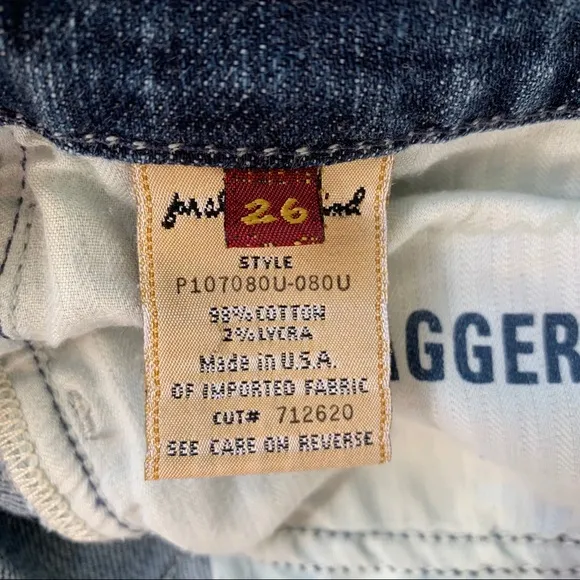 26
STYLE
P107080U-080U
98% COTTON
2% LYCRA
Made in U.S.A.
OF IMPORTED FABRIC
CUT# 712620
SEE CARE ON REVERSE
AGGER